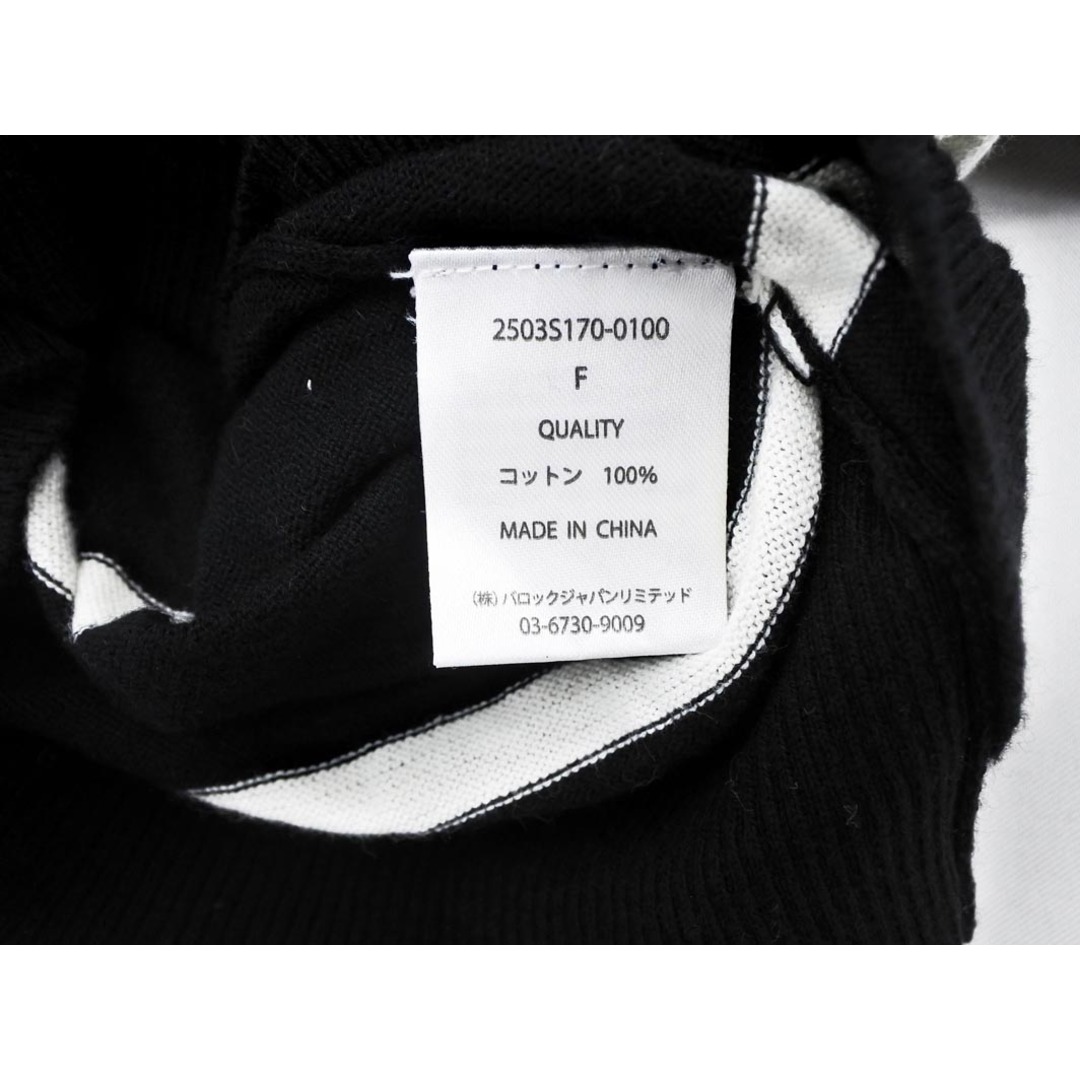 2503S170-0100
F
QUALITY
コットン 100%
MADE IN CHINA
(株)バロックジャパンリミテッド
03-6730-9009